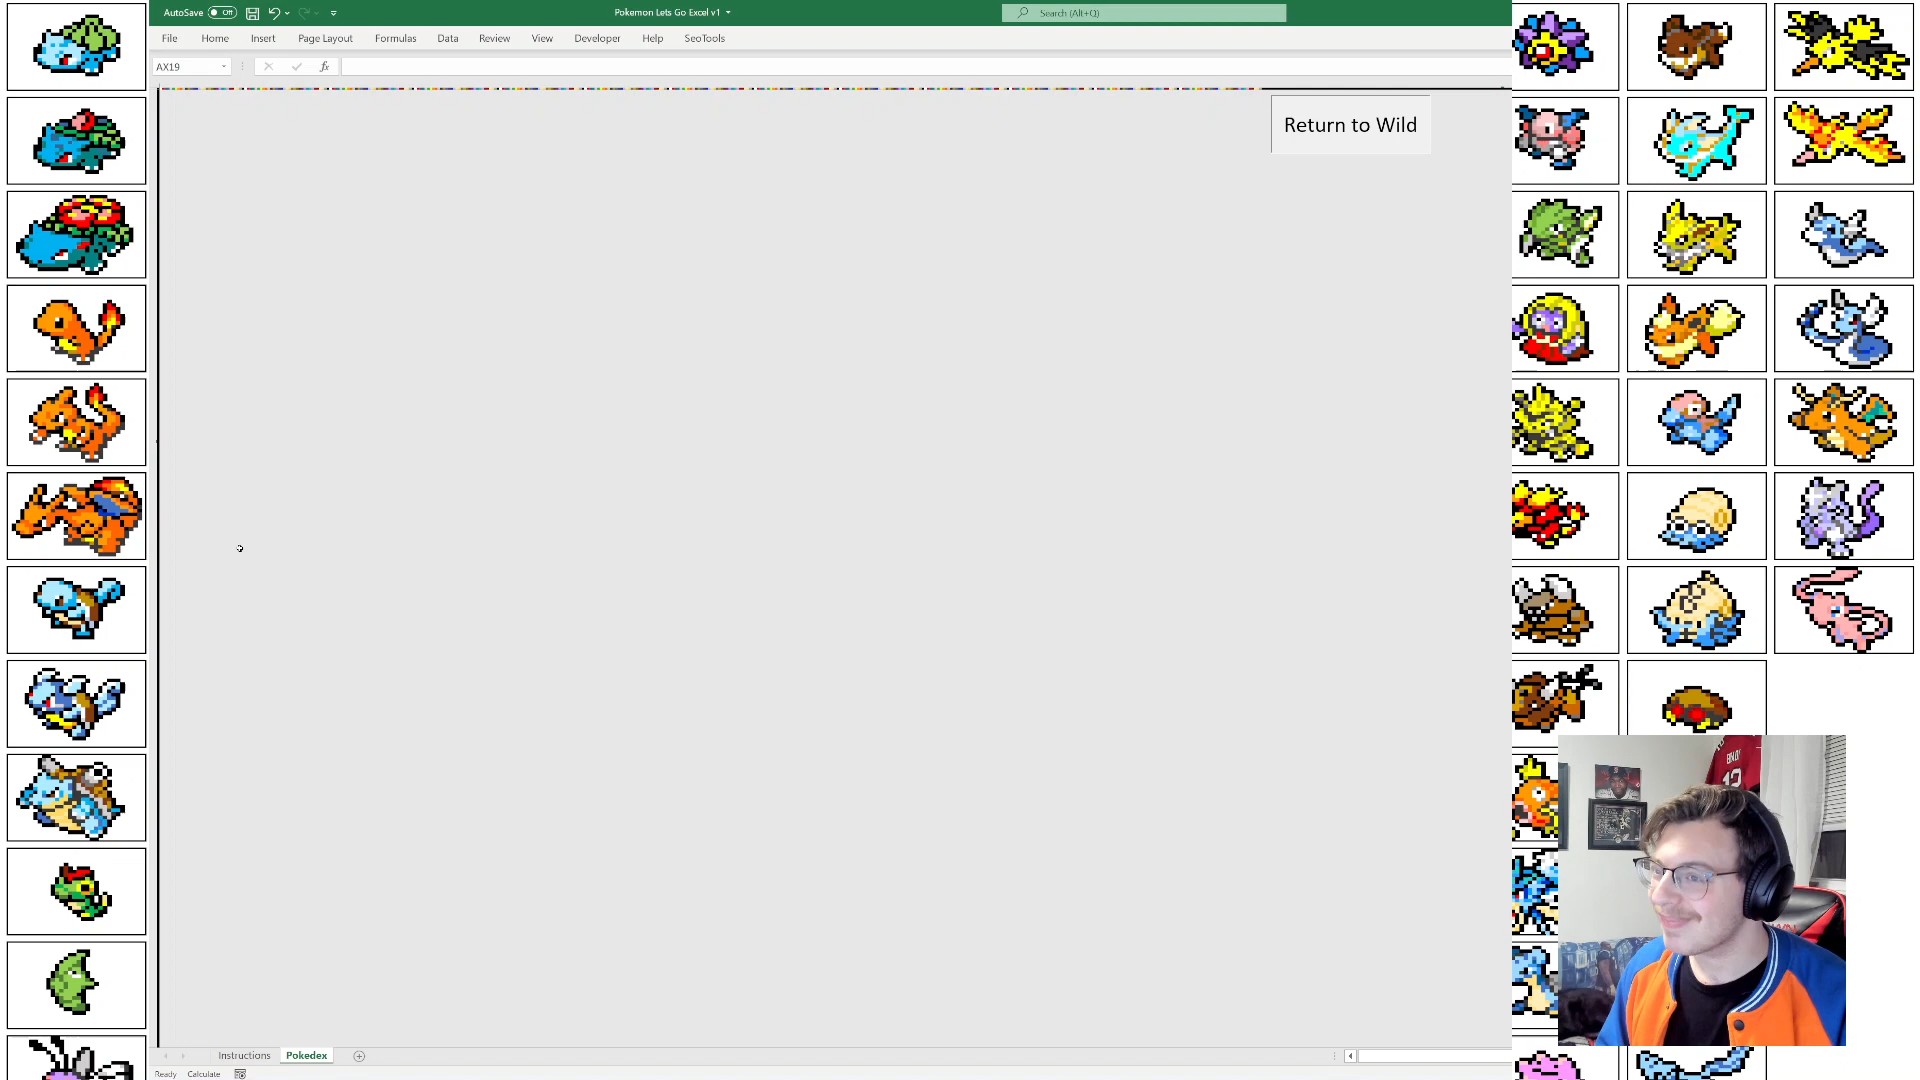 AutoSave Off
Pokemon Lets Go Excel v1
Search (Alt+Q)
File Home Insert Page Layout Formulas Data Review View Developer Help SeoTools
AX19
fx
Return to Wild
12
Instructions Pokedex
Ready Calculate